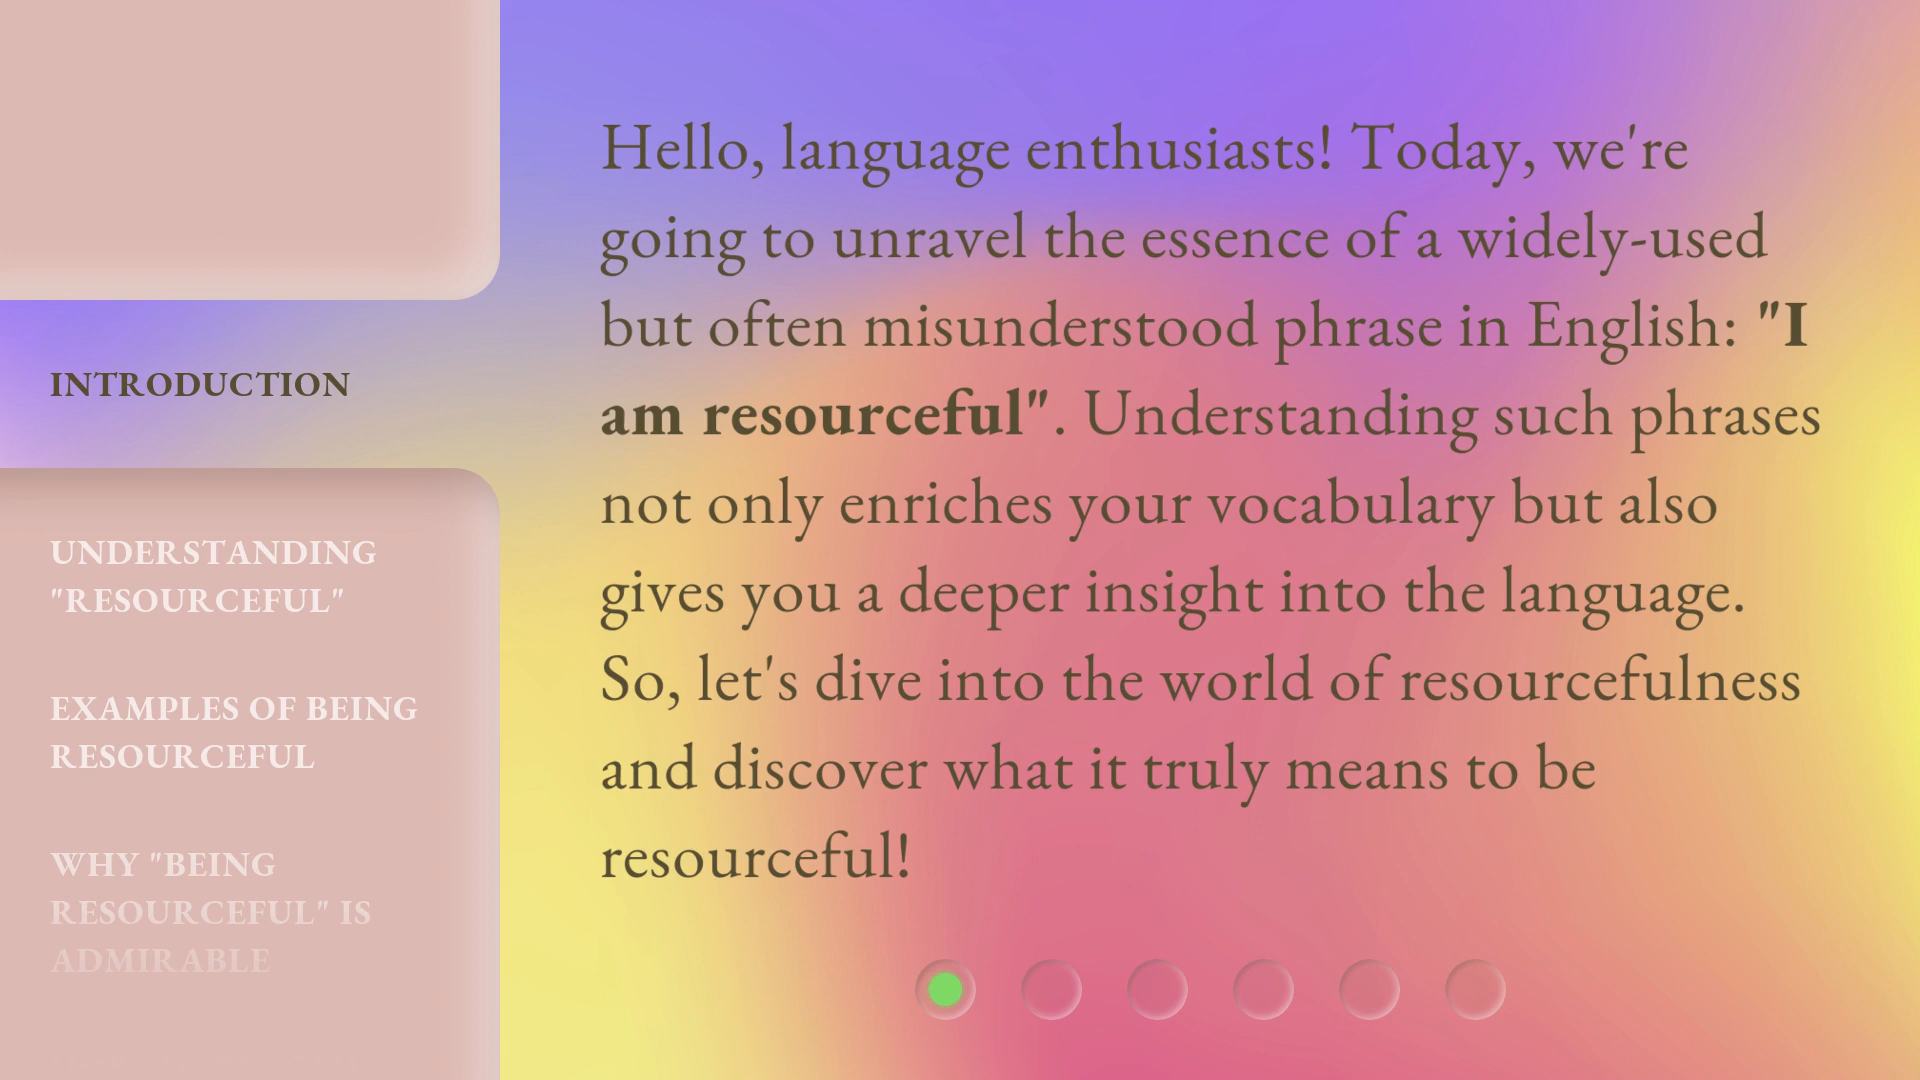 INTRODUCTION
UNDERSTANDING
"RESOURCEFUL"
EXAMPLES OF BEING
RESOURCEFUL
WHY "BEING
RESOURCEFUL" IS
ADMIRABLE
Hello, language enthusiasts! Today, we're
going to unravel the essence of a widely-used
but often misunderstood phrase in English: "I
am resourceful". Understanding such phrases
not only enriches your vocabulary but also
gives you a deeper insight into the language.
So, let's dive into the world of resourcefulness
and discover what it truly means to be
resourceful!